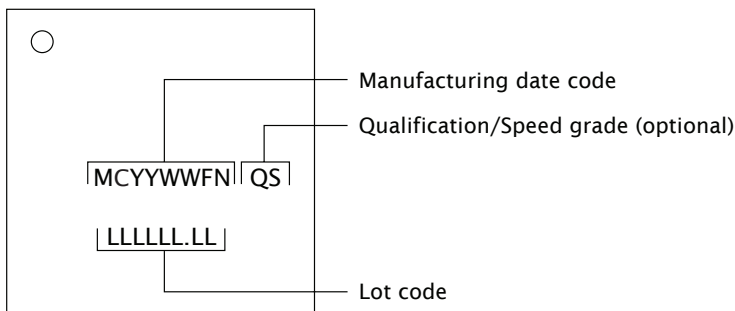 Manufacturing date code
Qualification/Speed grade (optional)
MCYYWWFN QS
LLLLLL.LL
Lot code